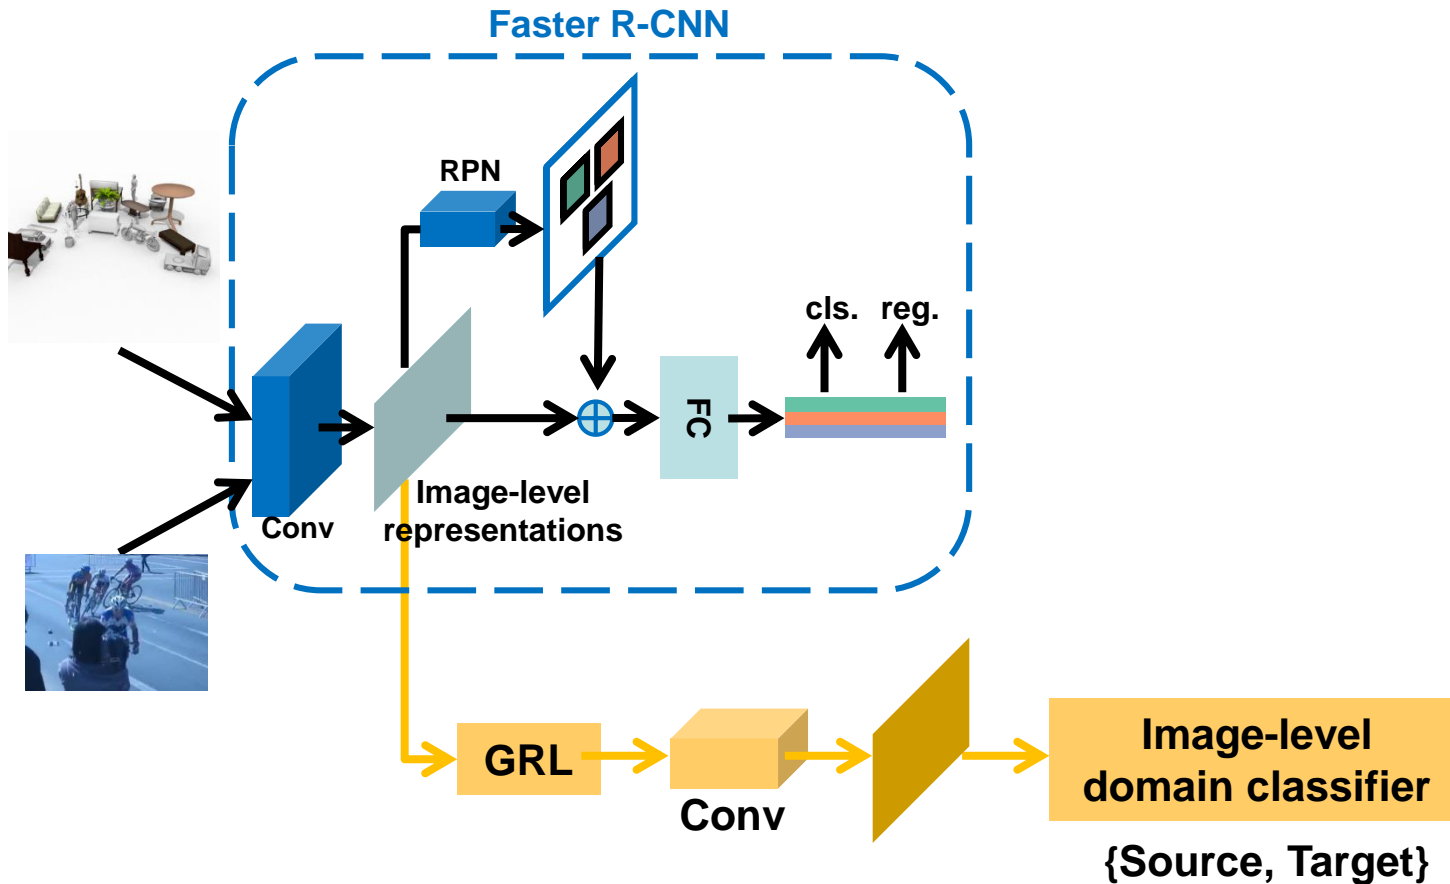 Faster R-CNN
RPN
cls. reg.
FC
Image-level
representations
Conv
GRL
Conv
Image-level
domain classifier
{Source, Target}